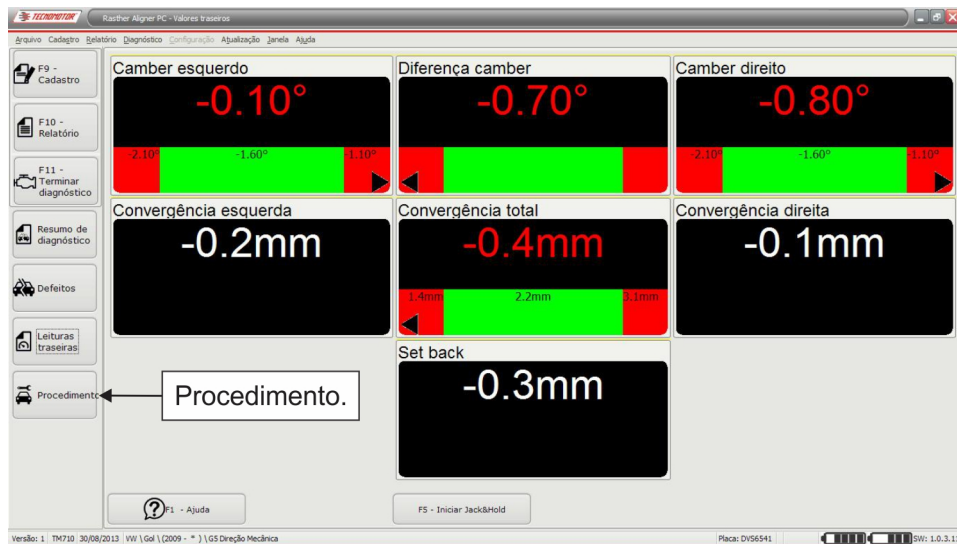 TECNOMOTOR
Rasther Aligner PC - Valores traseiros
Arquivo Cadastro Relatório Diagnóstico Configuração Atualização Janela Ajuda
F9 -
Cadastro
F10 -
Relatório
F11 -
Terminar
diagnóstico
Resumo de
diagnóstico
Defeitos
Leituras
traseiras
Procedimento
Camber esquerdo
-0.10°
-2.10° -1.60° -1.10°
Diferença camber
-0.70°
Camber direito
-0.80°
-2.10° -1.60° -1.10°
Convergência esquerda
-0.2mm
Convergência total
-0.4mm
1.4mm 2.2mm 3.1mm
Convergência direita
-0.1mm
Set back
-0.3mm
Procedimento.
F1 - Ajuda
F5 - Iniciar Jack&Hold
Versão: 1 TM710 30/08/2013 VW \ Gol \ (2009 - * ) \ G5 Direção Mecânica Placa: DVS6541 SW: 1.0.3.1